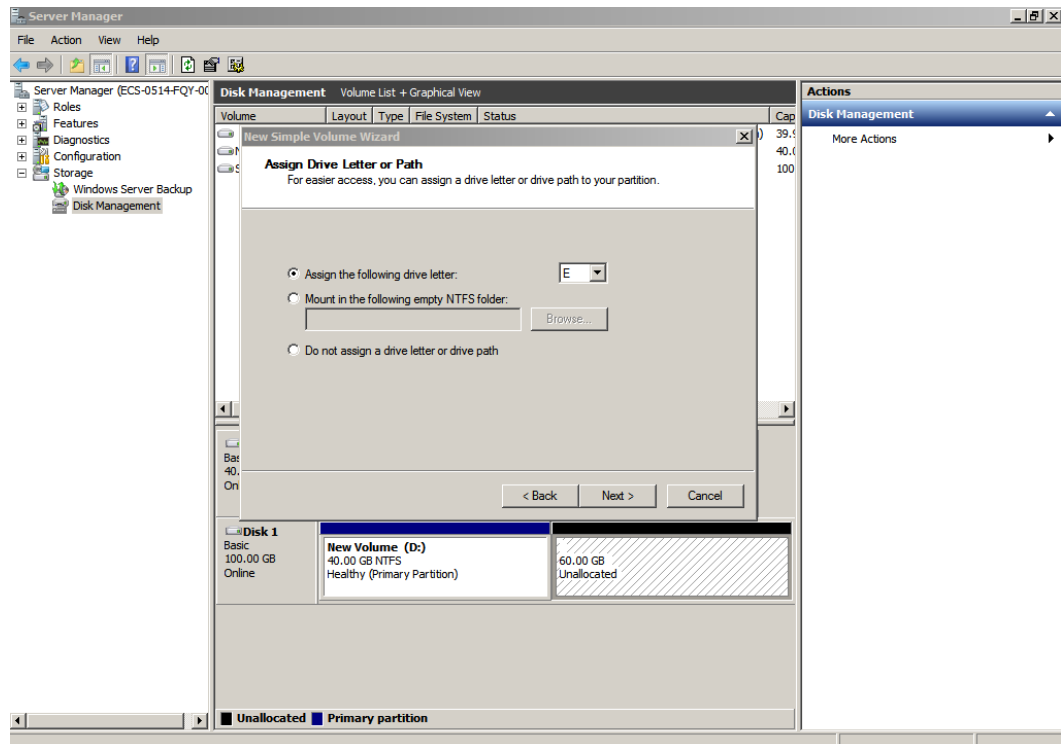 Server Manager
File Action View Help
Server Manager (ECS-0514-FQY-00
Roles
Features
Diagnostics
Configuration
Storage
Windows Server Backup
Disk Management
Disk Management Volume List + Graphical View
Volume Layout Type File System Status Cap
39.9
40.0
100
New Simple Volume Wizard
Assign Drive Letter or Path
For easier access, you can assign a drive letter or drive path to your partition.
Assign the following drive letter: E
Mount in the following empty NTFS folder:
Browse...
Do not assign a drive letter or drive path
< Back Next > Cancel
Bas
40.
Onl
Disk 1
Basic
100.00 GB
Online
New Volume (D:)
40.00 GB NTFS
Healthy (Primary Partition)
60.00 GB
Unallocated
Unallocated Primary partition
Actions
Disk Management
More Actions